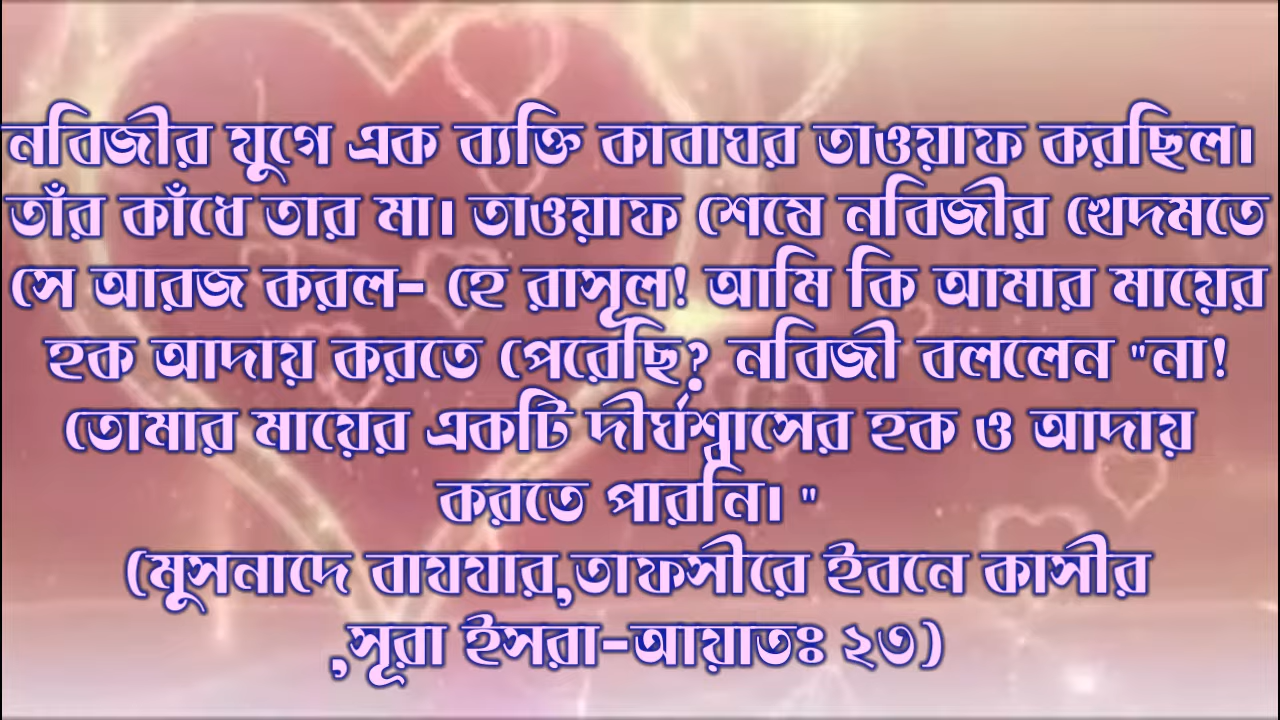 নবিজীর যুগে এক ব্যক্তি কাবাঘর তাওয়াফ করছিল।
তাঁর কাঁধে তার মা। তাওয়াফ শেষে নবিজীর খেদমতে
সে আরজ করল- হে রাসূল! আমি কি আমার মায়ের
হক আদায় করতে পেরেছি? নবিজী বললেন "না!
তোমার মায়ের একটি দীর্ঘশ্বাসের হক ও আদায়
করতে পারনি। "
(মুসনাদে বাযযার,তাফসীরে ইবনে কাসীর
,সূরা ইসরা-আয়াতঃ ২৩)